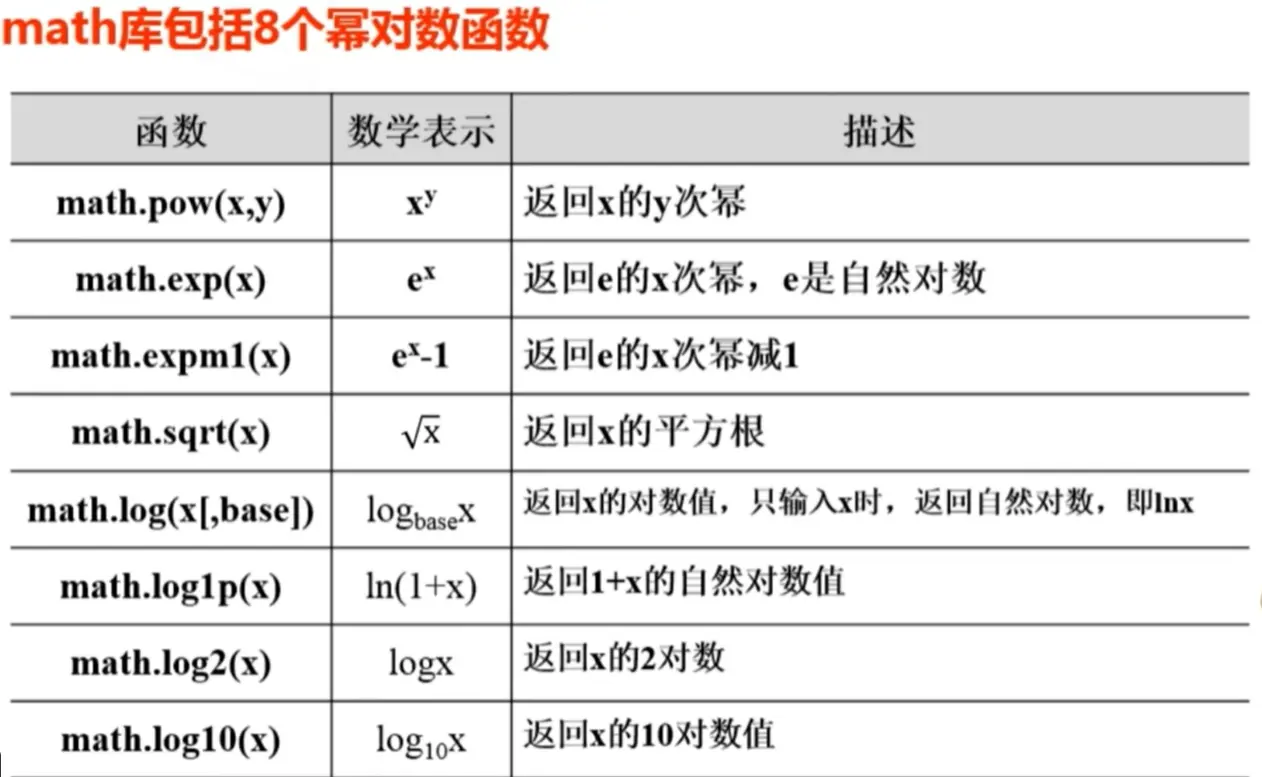 math库包括8个幂对数函数
函数 数学表示 描述
math.pow(x,y) xʸ 返回x的y次幂
math.exp(x) eˣ 返回e的x次幂，e是自然对数
math.expm1(x) eˣ-1 返回e的x次幂减1
math.sqrt(x) √x 返回x的平方根
math.log(x[,base]) log_base x 返回x的对数值，只输入x时，返回自然对数，即lnx
math.log1p(x) ln(1+x) 返回1+x的自然对数值
math.log2(x) logx 返回x的2对数
math.log10(x) log₁₀x 返回x的10对数值